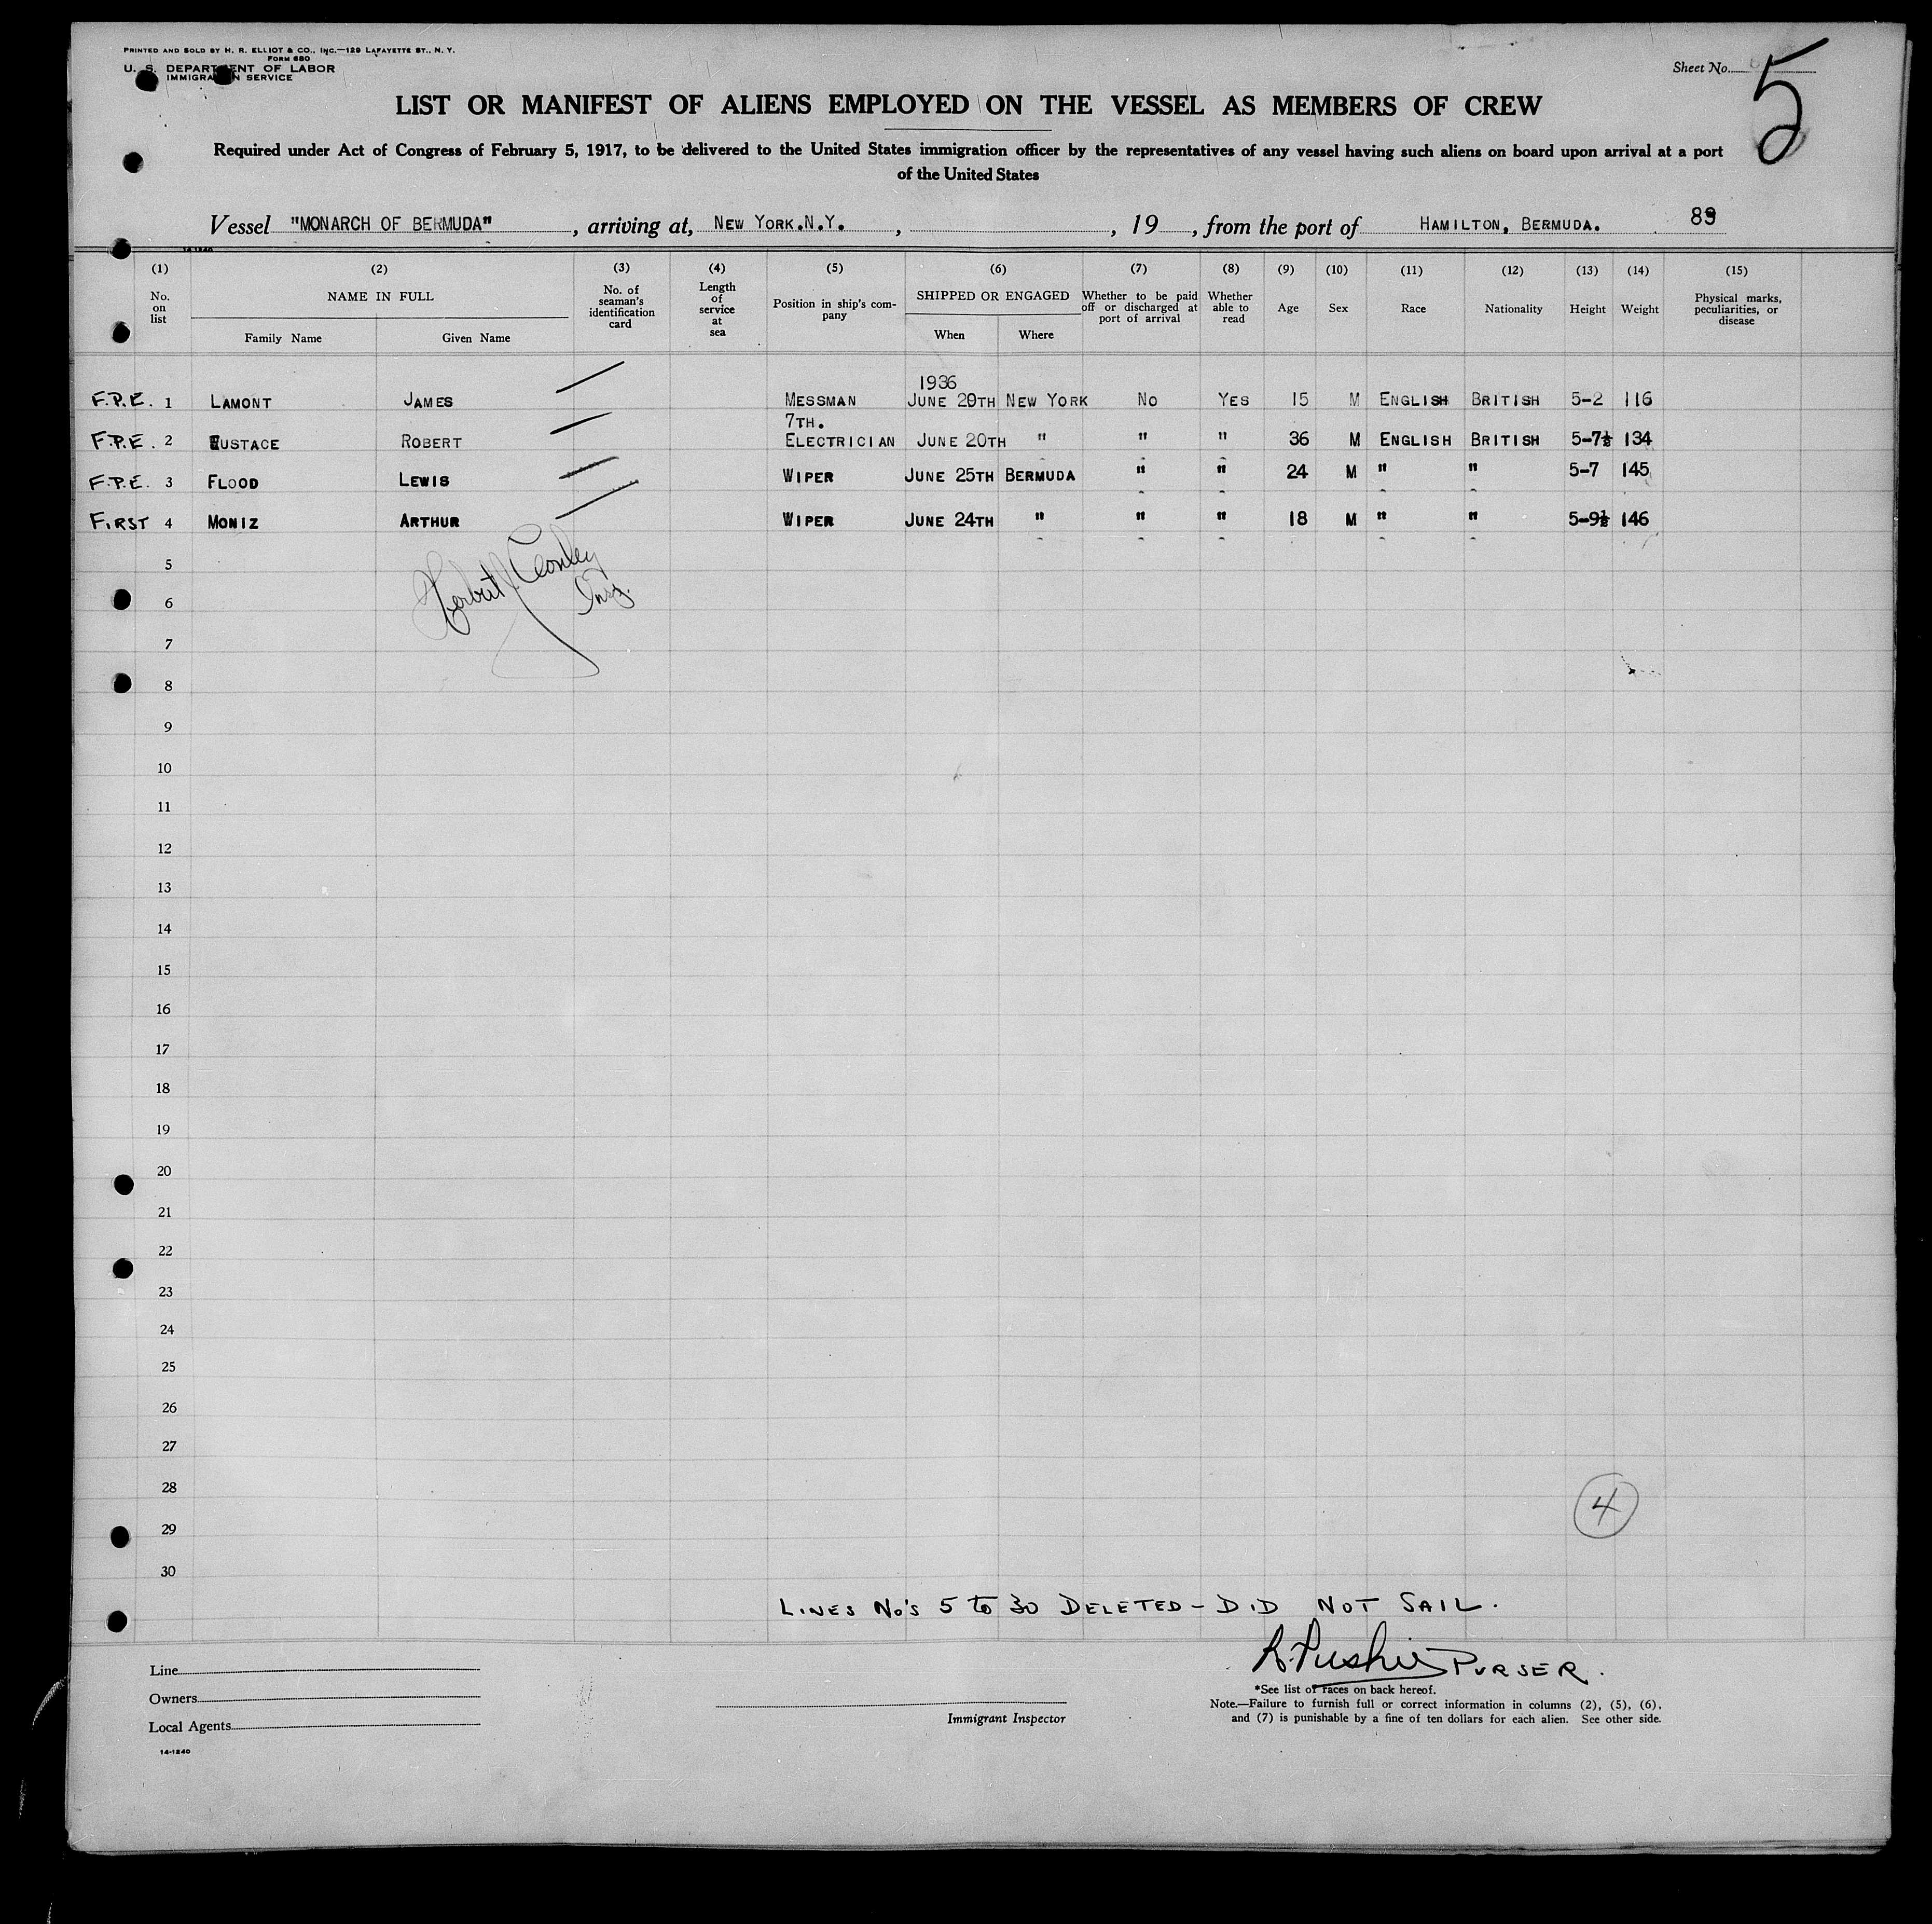 PRINTED AND SOLD BY H. R. ELLIOT & CO., INC.—129 LAFAYETTE ST., N. Y.
FORM 680
U. S. DEPARTMENT OF LABOR
IMMIGRATION SERVICE
Sheet No.
5
LIST OR MANIFEST OF ALIENS EMPLOYED ON THE VESSEL AS MEMBERS OF CREW
Required under Act of Congress of February 5, 1917, to be delivered to the United States immigration officer by the representatives of any vessel having such aliens on board upon arrival at a port
of the United States
Vessel "MONARCH OF BERMUDA", arriving at, NEW YORK.N.Y., , 19 , from the port of HAMILTON, BERMUDA. 89
14-1240
(1) (2) (3) (4) (5) (6) (7) (8) (9) (10) (11) (12) (13) (14) (15)
No. on list
NAME IN FULL
Family Name Given Name
No. of seaman's identification card
Length of service at sea
Position in ship's company
SHIPPED OR ENGAGED
When Where
Whether to be paid off or discharged at port of arrival
Whether able to read
Age Sex Race Nationality Height Weight
Physical marks, peculiarities, or disease
1936
F.P.E. 1 LAMONT JAMES MESSMAN JUNE 20TH NEW YORK NO YES 15 M ENGLISH BRITISH 5-2 116
7TH.
F.P.E. 2 EUSTACE ROBERT ELECTRICIAN JUNE 20TH " " " 36 M ENGLISH BRITISH 5-7½ 134
F.P.E. 3 FLOOD LEWIS WIPER JUNE 25TH BERMUDA " " 24 M " " 5-7 145
FIRST 4 MONIZ ARTHUR WIPER JUNE 24TH " " " 18 M " " 5-9½ 146
Herbert J. Conley
Insp.
5
6
7
8
9
10
11
12
13
14
15
16
17
18
19
20
21
22
23
24
25
26
27
28
29
30
4
LINES No's 5 to 30 DELETED - DID NOT SAIL.
PURSER.
Line
Owners
Local Agents
14-1240
Immigrant Inspector
*See list of races on back hereof.
Note.—Failure to furnish full or correct information in columns (2), (5), (6),
and (7) is punishable by a fine of ten dollars for each alien. See other side.